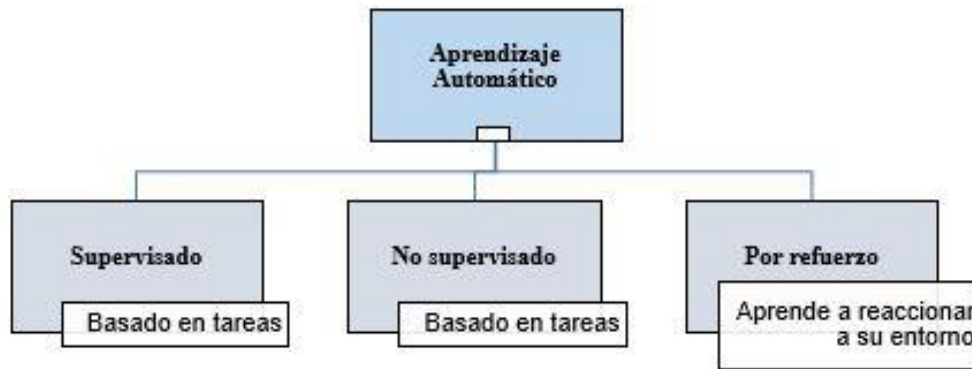 Aprendizaje
Automático
Supervisado
Basado en tareas
No supervisado
Basado en tareas
Por refuerzo
Aprende a reaccionar
a su entorno